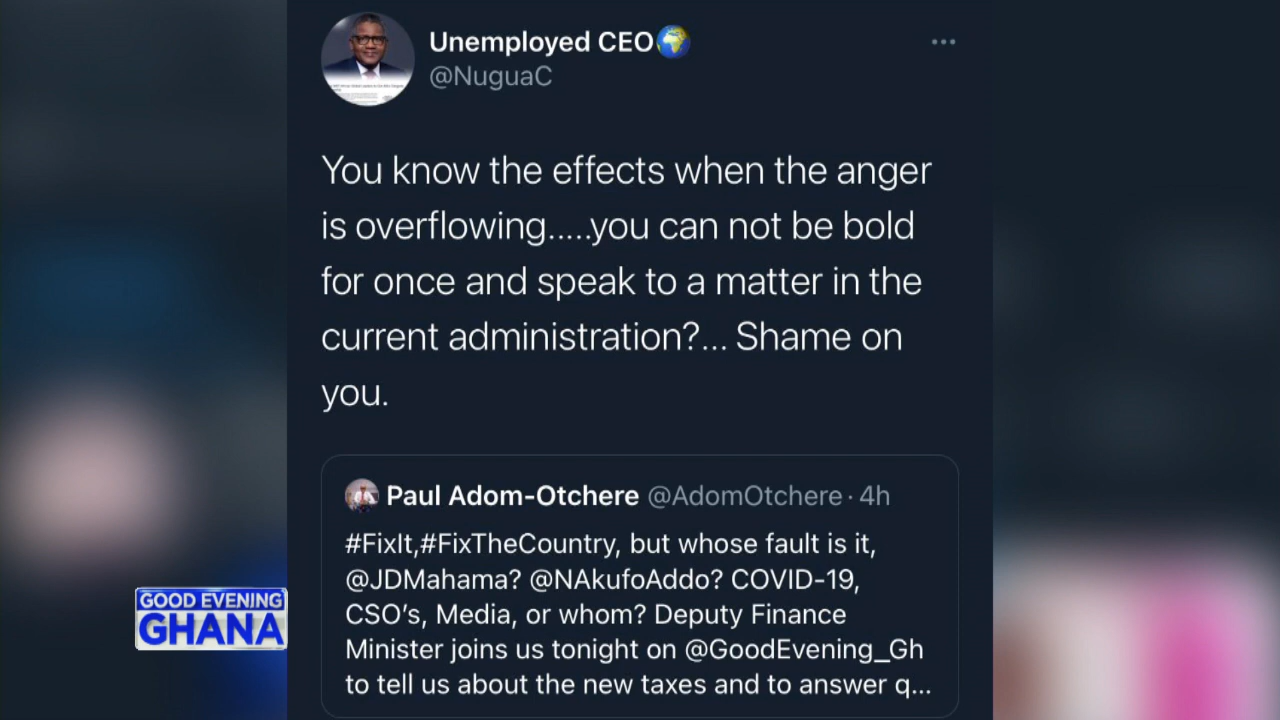 Unemployed CEO
@NuguaC
You know the effects when the anger
is overflowing.....you can not be bold
for once and speak to a matter in the
current administration?... Shame on
you.
Paul Adom-Otchere @AdomOtchere · 4h
#FixIt,#FixTheCountry, but whose fault is it,
@JDMahama? @NAkufoAddo? COVID-19,
CSO's, Media, or whom? Deputy Finance
Minister joins us tonight on @GoodEvening_Gh
to tell us about the new taxes and to answer q...
GOOD EVENING
GHANA